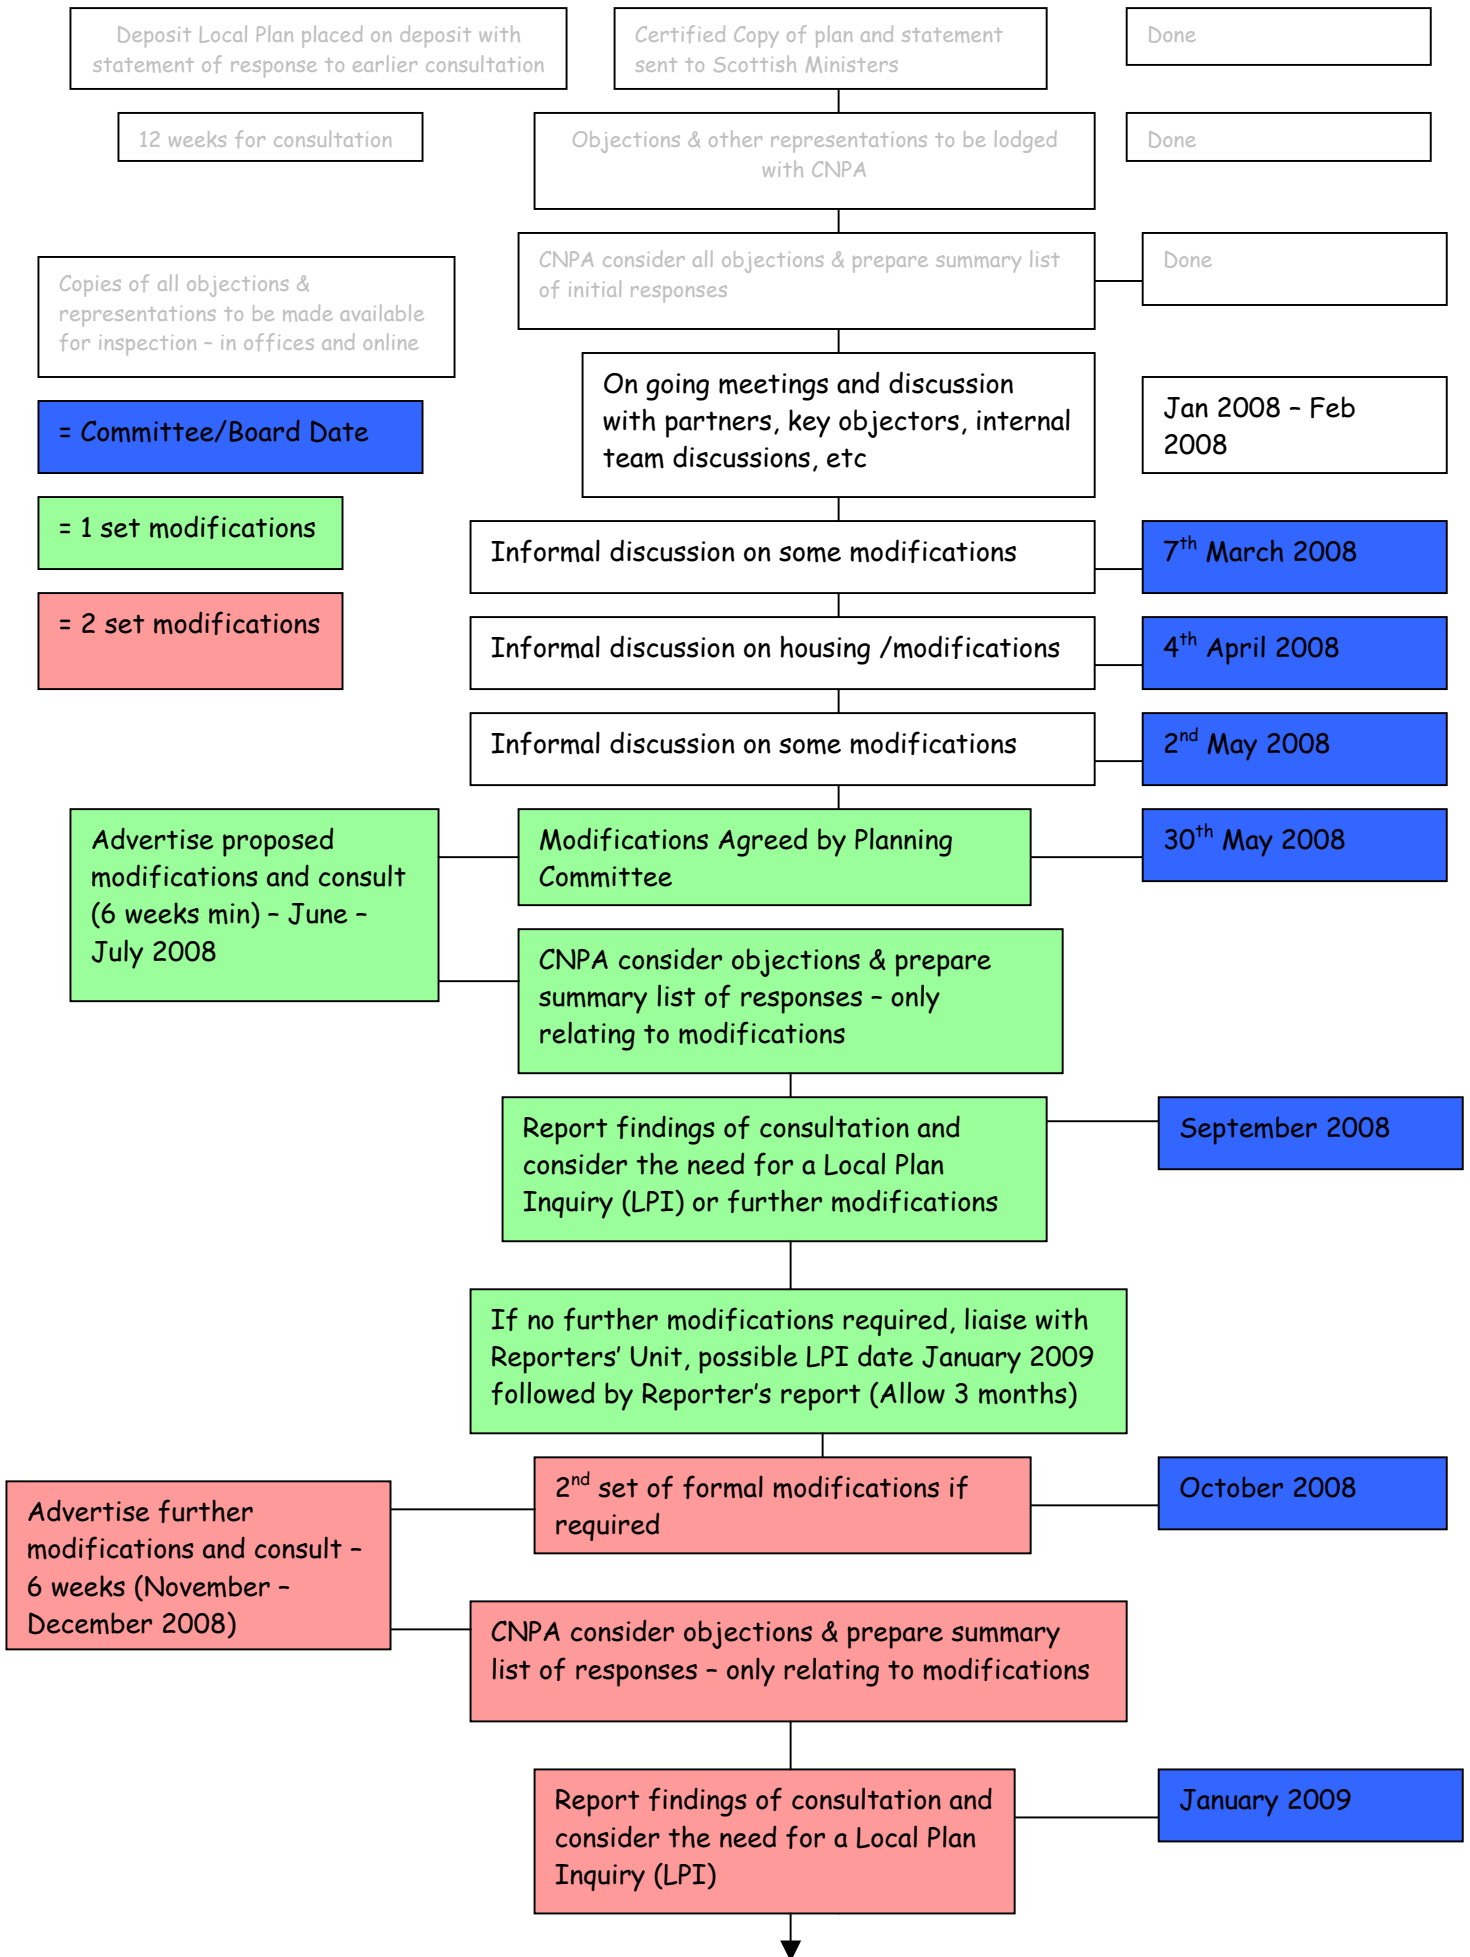 Deposit Local Plan placed on deposit with
statement of response to earlier consultation
Certified Copy of plan and statement
sent to Scottish Ministers
Done
12 weeks for consultation
Objections & other representations to be lodged
with CNPA
Done
Copies of all objections &
representations to be made available
for inspection – in offices and online
CNPA consider all objections & prepare summary list
of initial responses
Done
On going meetings and discussion
with partners, key objectors, internal
team discussions, etc
Jan 2008 – Feb
2008
= Committee/Board Date
= 1 set modifications
= 2 set modifications
Informal discussion on some modifications
7th March 2008
Informal discussion on housing /modifications
4th April 2008
Informal discussion on some modifications
2nd May 2008
Advertise proposed
modifications and consult
(6 weeks min) – June –
July 2008
Modifications Agreed by Planning
Committee
30th May 2008
CNPA consider objections & prepare
summary list of responses – only
relating to modifications
Report findings of consultation and
consider the need for a Local Plan
Inquiry (LPI) or further modifications
September 2008
If no further modifications required, liaise with
Reporters’ Unit, possible LPI date January 2009
followed by Reporter’s report (Allow 3 months)
2nd set of formal modifications if
required
October 2008
Advertise further
modifications and consult –
6 weeks (November –
December 2008)
CNPA consider objections & prepare summary
list of responses – only relating to modifications
Report findings of consultation and
consider the need for a Local Plan
Inquiry (LPI)
January 2009